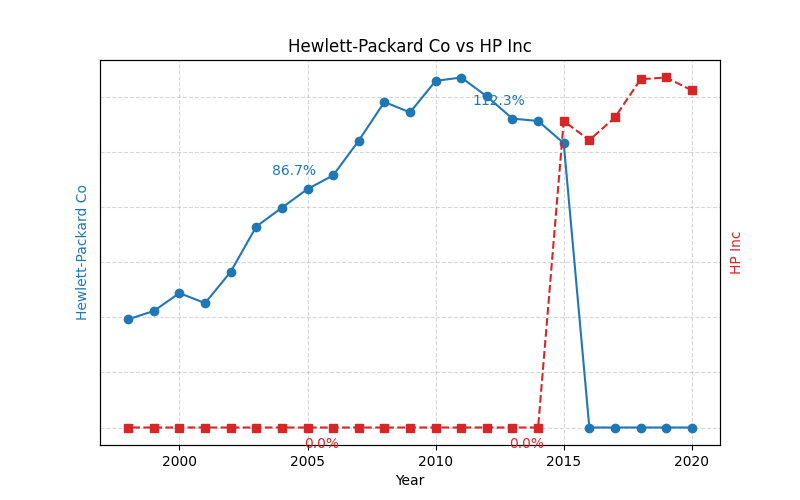 Hewlett-Packard Co vs HP Inc
112.3%
86.7%
Hewlett-Packard Co
HP Inc
0.0%
0.0%
2000
2005
2010
2015
2020
Year